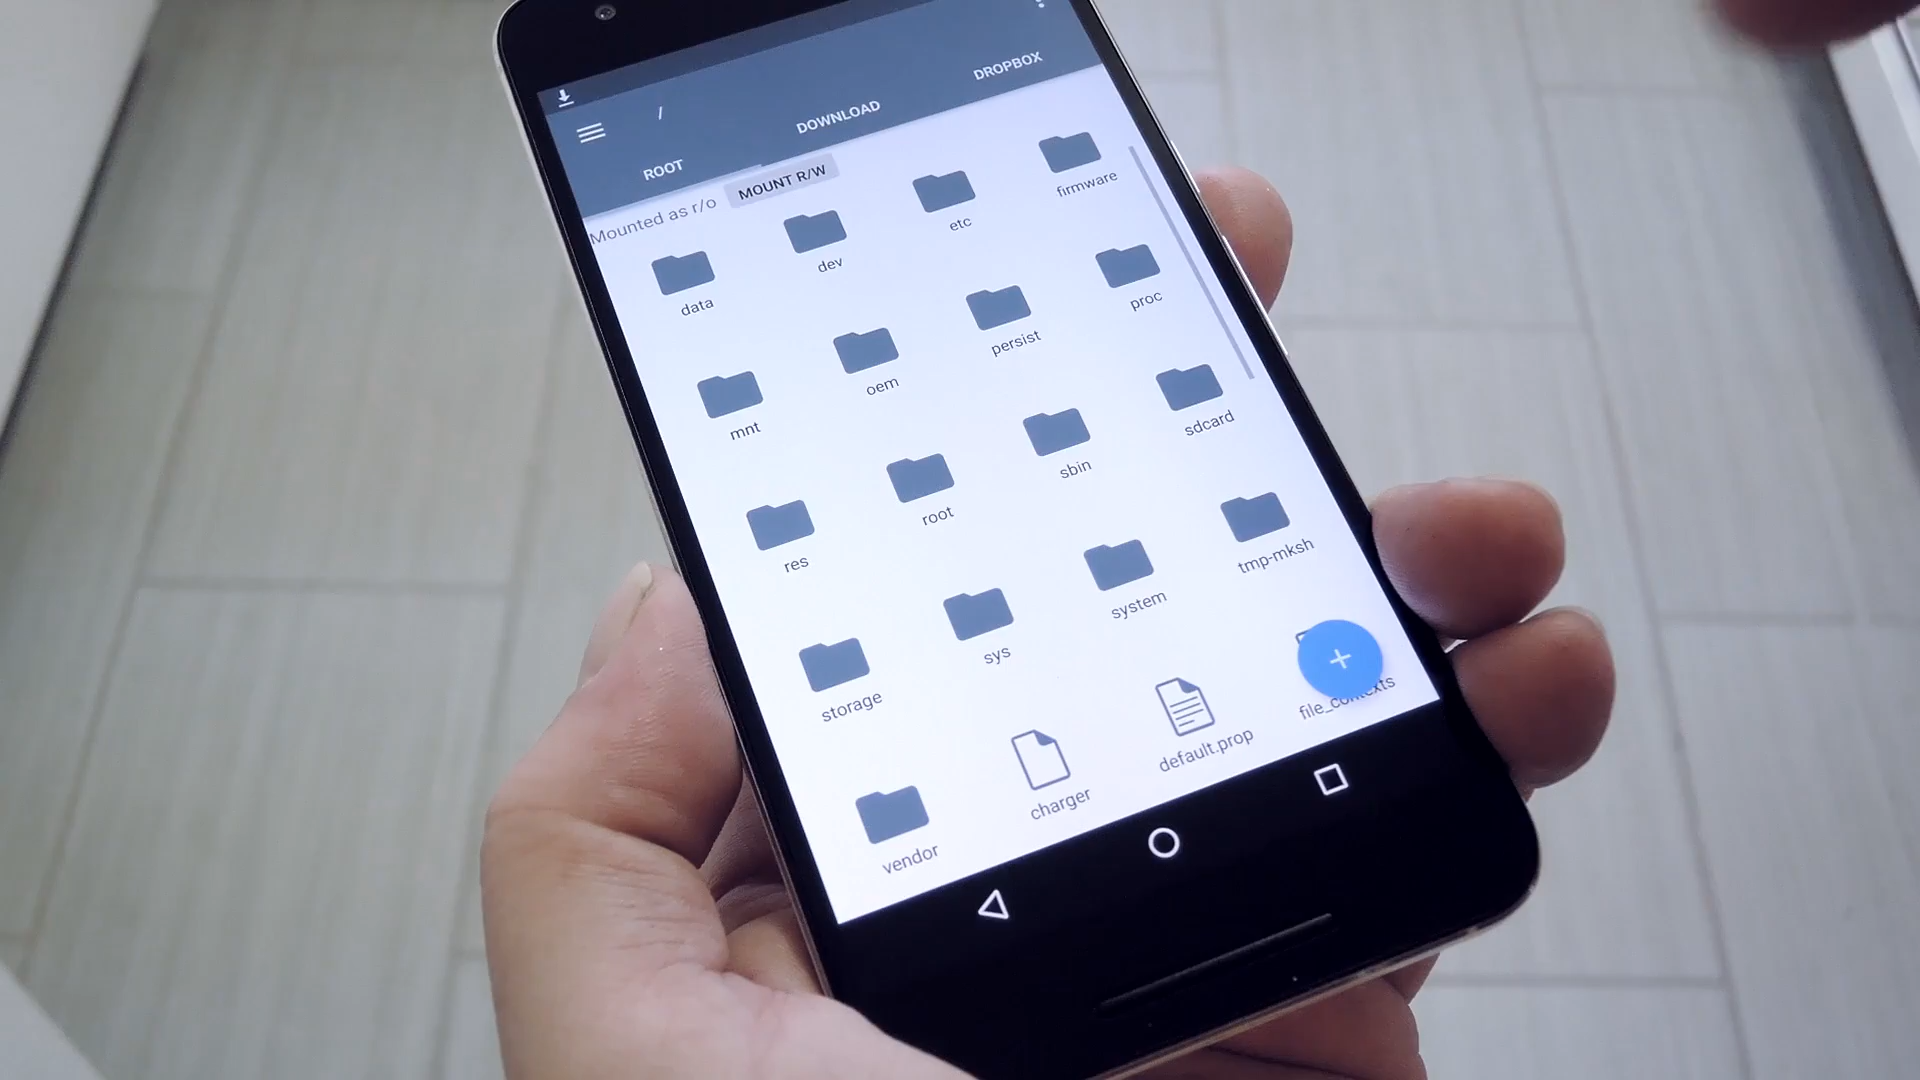 /
ROOT DOWNLOAD DROPBOX
Mounted as r/o MOUNT R/W
data dev etc firmware
mnt oem persist proc
res root sbin sdcard
storage sys system tmp-mksh
vendor charger default.prop